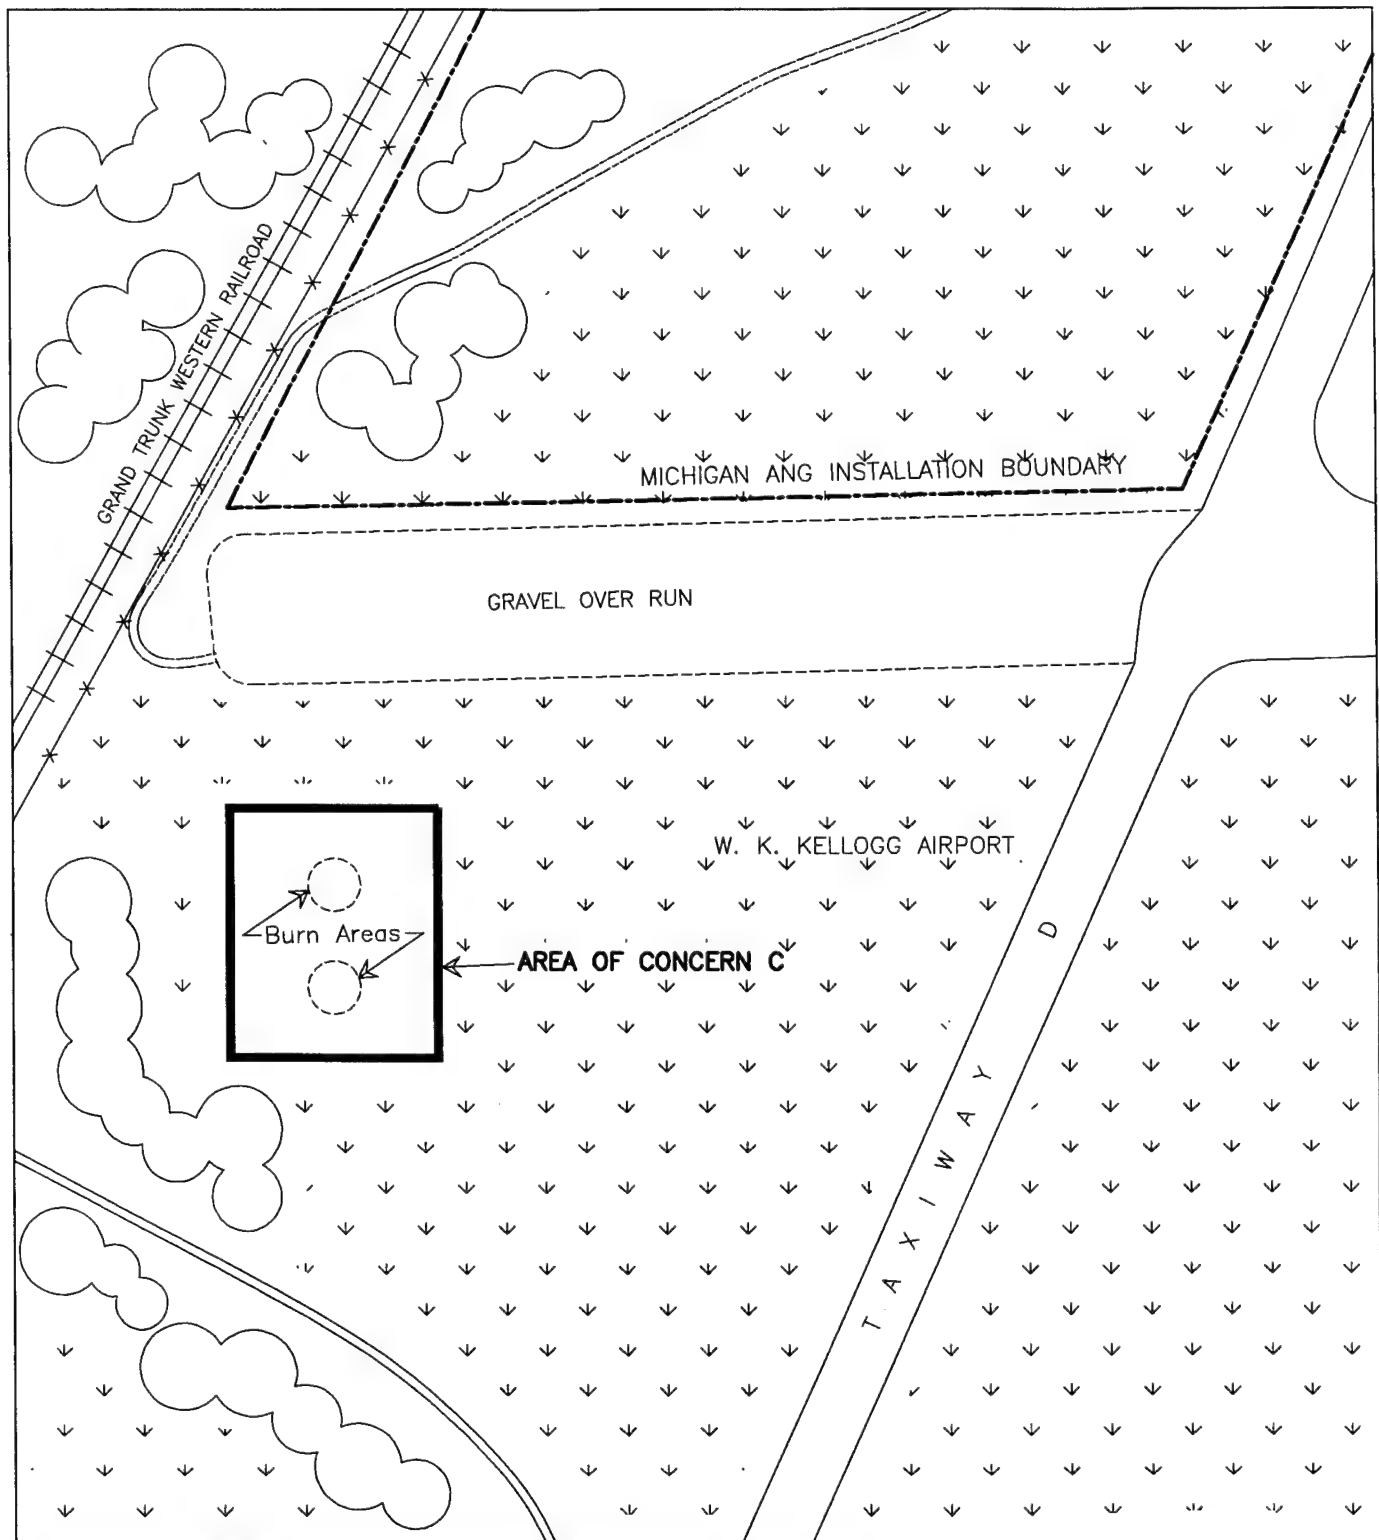 GRAND TRUNK WESTERN RAILROAD
MICHIGAN ANG INSTALLATION BOUNDARY
GRAVEL OVER RUN
W. K. KELLOGG AIRPORT
Burn Areas
AREA OF CONCERN C
TAXIWAY D